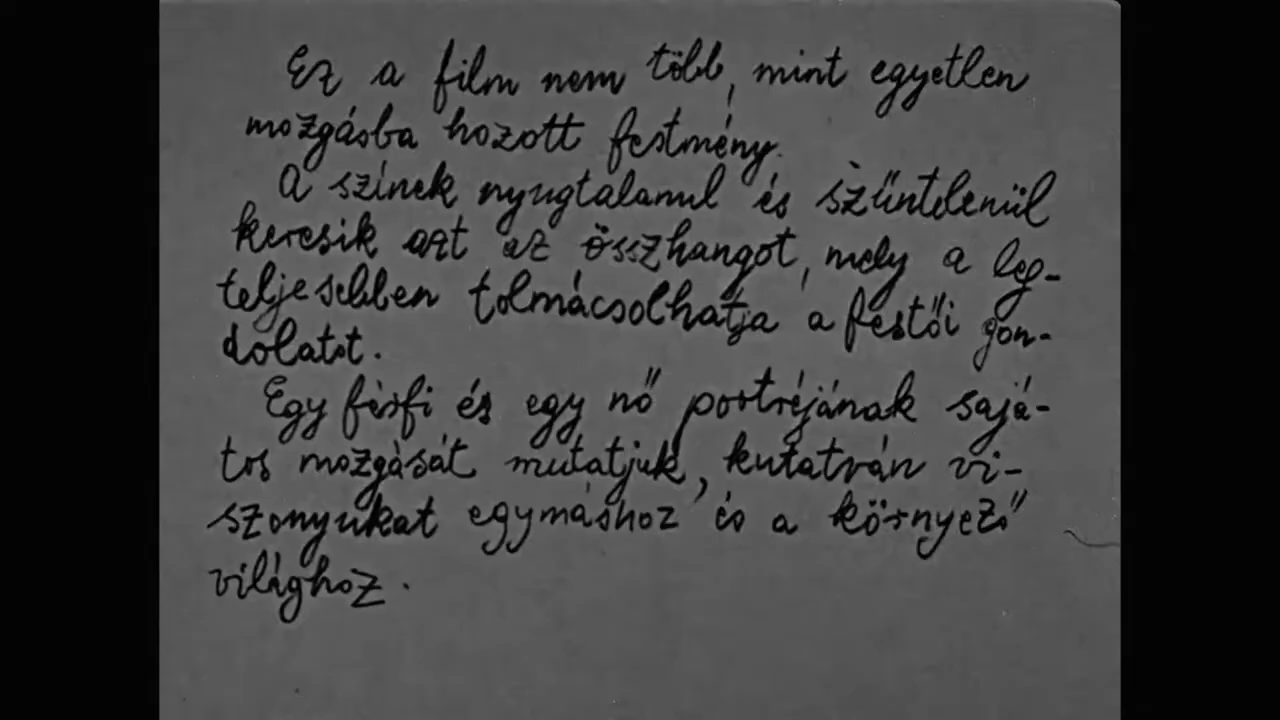 Ez a film nem több, mint egyetlen
mozgásba hozott festmény.
A színek nyugtalanul és szűntelenül
keresik azt az összhangot, mely a leg-
teljesebben tolmácsolhatja a festői gon-
dolatot.
Egy férfi és egy nő portréjának sajá-
tos mozgását mutatjuk, kutatván vi-
szonyukat egymáshoz és a környező
világhoz.